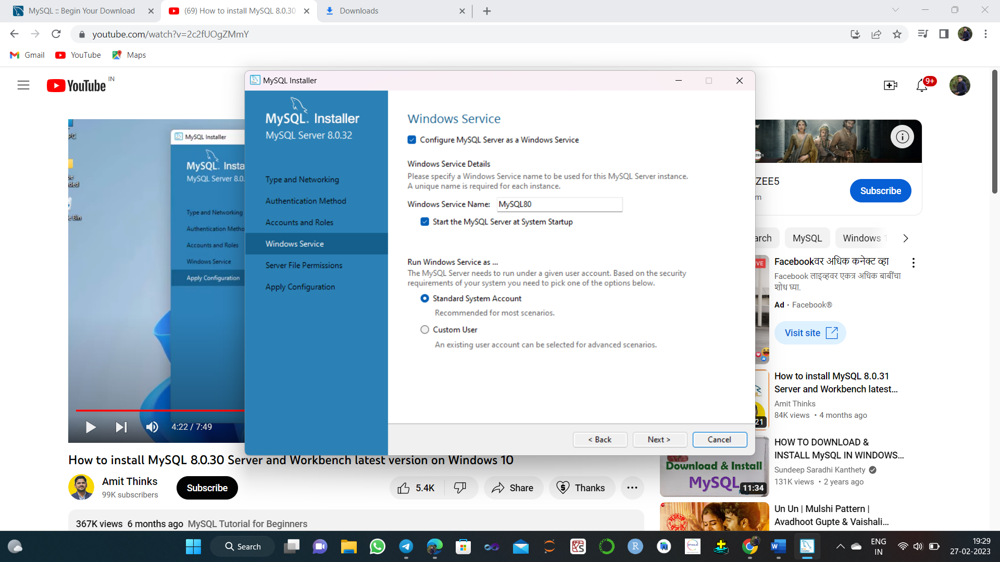 MySQL :: Begin Your Download
(69) How to install MySQL 8.0.30
Downloads
youtube.com/watch?v=2c2fUOgZMmY
Gmail
YouTube
Maps
YouTube IN
9+
MySQL Installer
MySQL. Installer
MySQL Server 8.0.32
Type and Networking
Authentication Method
Accounts and Roles
Windows Service
Server File Permissions
Apply Configuration
Windows Service
Configure MySQL Server as a Windows Service
Windows Service Details
Please specify a Windows Service name to be used for this MySQL Server instance.
A unique name is required for each instance.
Windows Service Name: MySQL80
Start the MySQL Server at System Startup
Run Windows Service as ...
The MySQL Server needs to run under a given user account. Based on the security
requirements of your system you need to pick one of the options below.
Standard System Account
Recommended for most scenarios.
Custom User
An existing user account can be selected for advanced scenarios.
< Back
Next >
Cancel
PC
MySQL Installer
MySQL. Insta
MySQL Server 8.0.
Type and Networking
Authentication Metho
Accounts and Roles
Windows Service
Apply Configuration
4:22 / 7:49
How to install MySQL 8.0.30 Server and Workbench latest version on Windows 10
Amit Thinks
99K subscribers
Subscribe
5.4K
Share
Thanks
367K views 6 months ago MySQL Tutorial for Beginners
ZEE5
ZEE5
m
Subscribe
arch
MySQL
Windows 1
VE
Facebookवर अधिक कनेक्ट व्हा
Facebook लाइव्हवर एकत्र अधिक बाबींचा
शोध घ्या.
Ad · Facebook®
Visit site
21
How to install MySQL 8.0.31
Server and Workbench latest...
Amit Thinks
84K views • 4 months ago
Download & Install
MySQL
11:34
HOW TO DOWNLOAD &
INSTALL MySQL IN WINDOWS...
Sundeep Saradhi Kanthety
131K views • 2 years ago
Un Un | Mulshi Pattern |
Avadhoot Gupte & Vaishali...
Search
ENG
IN
19:29
27-02-2023